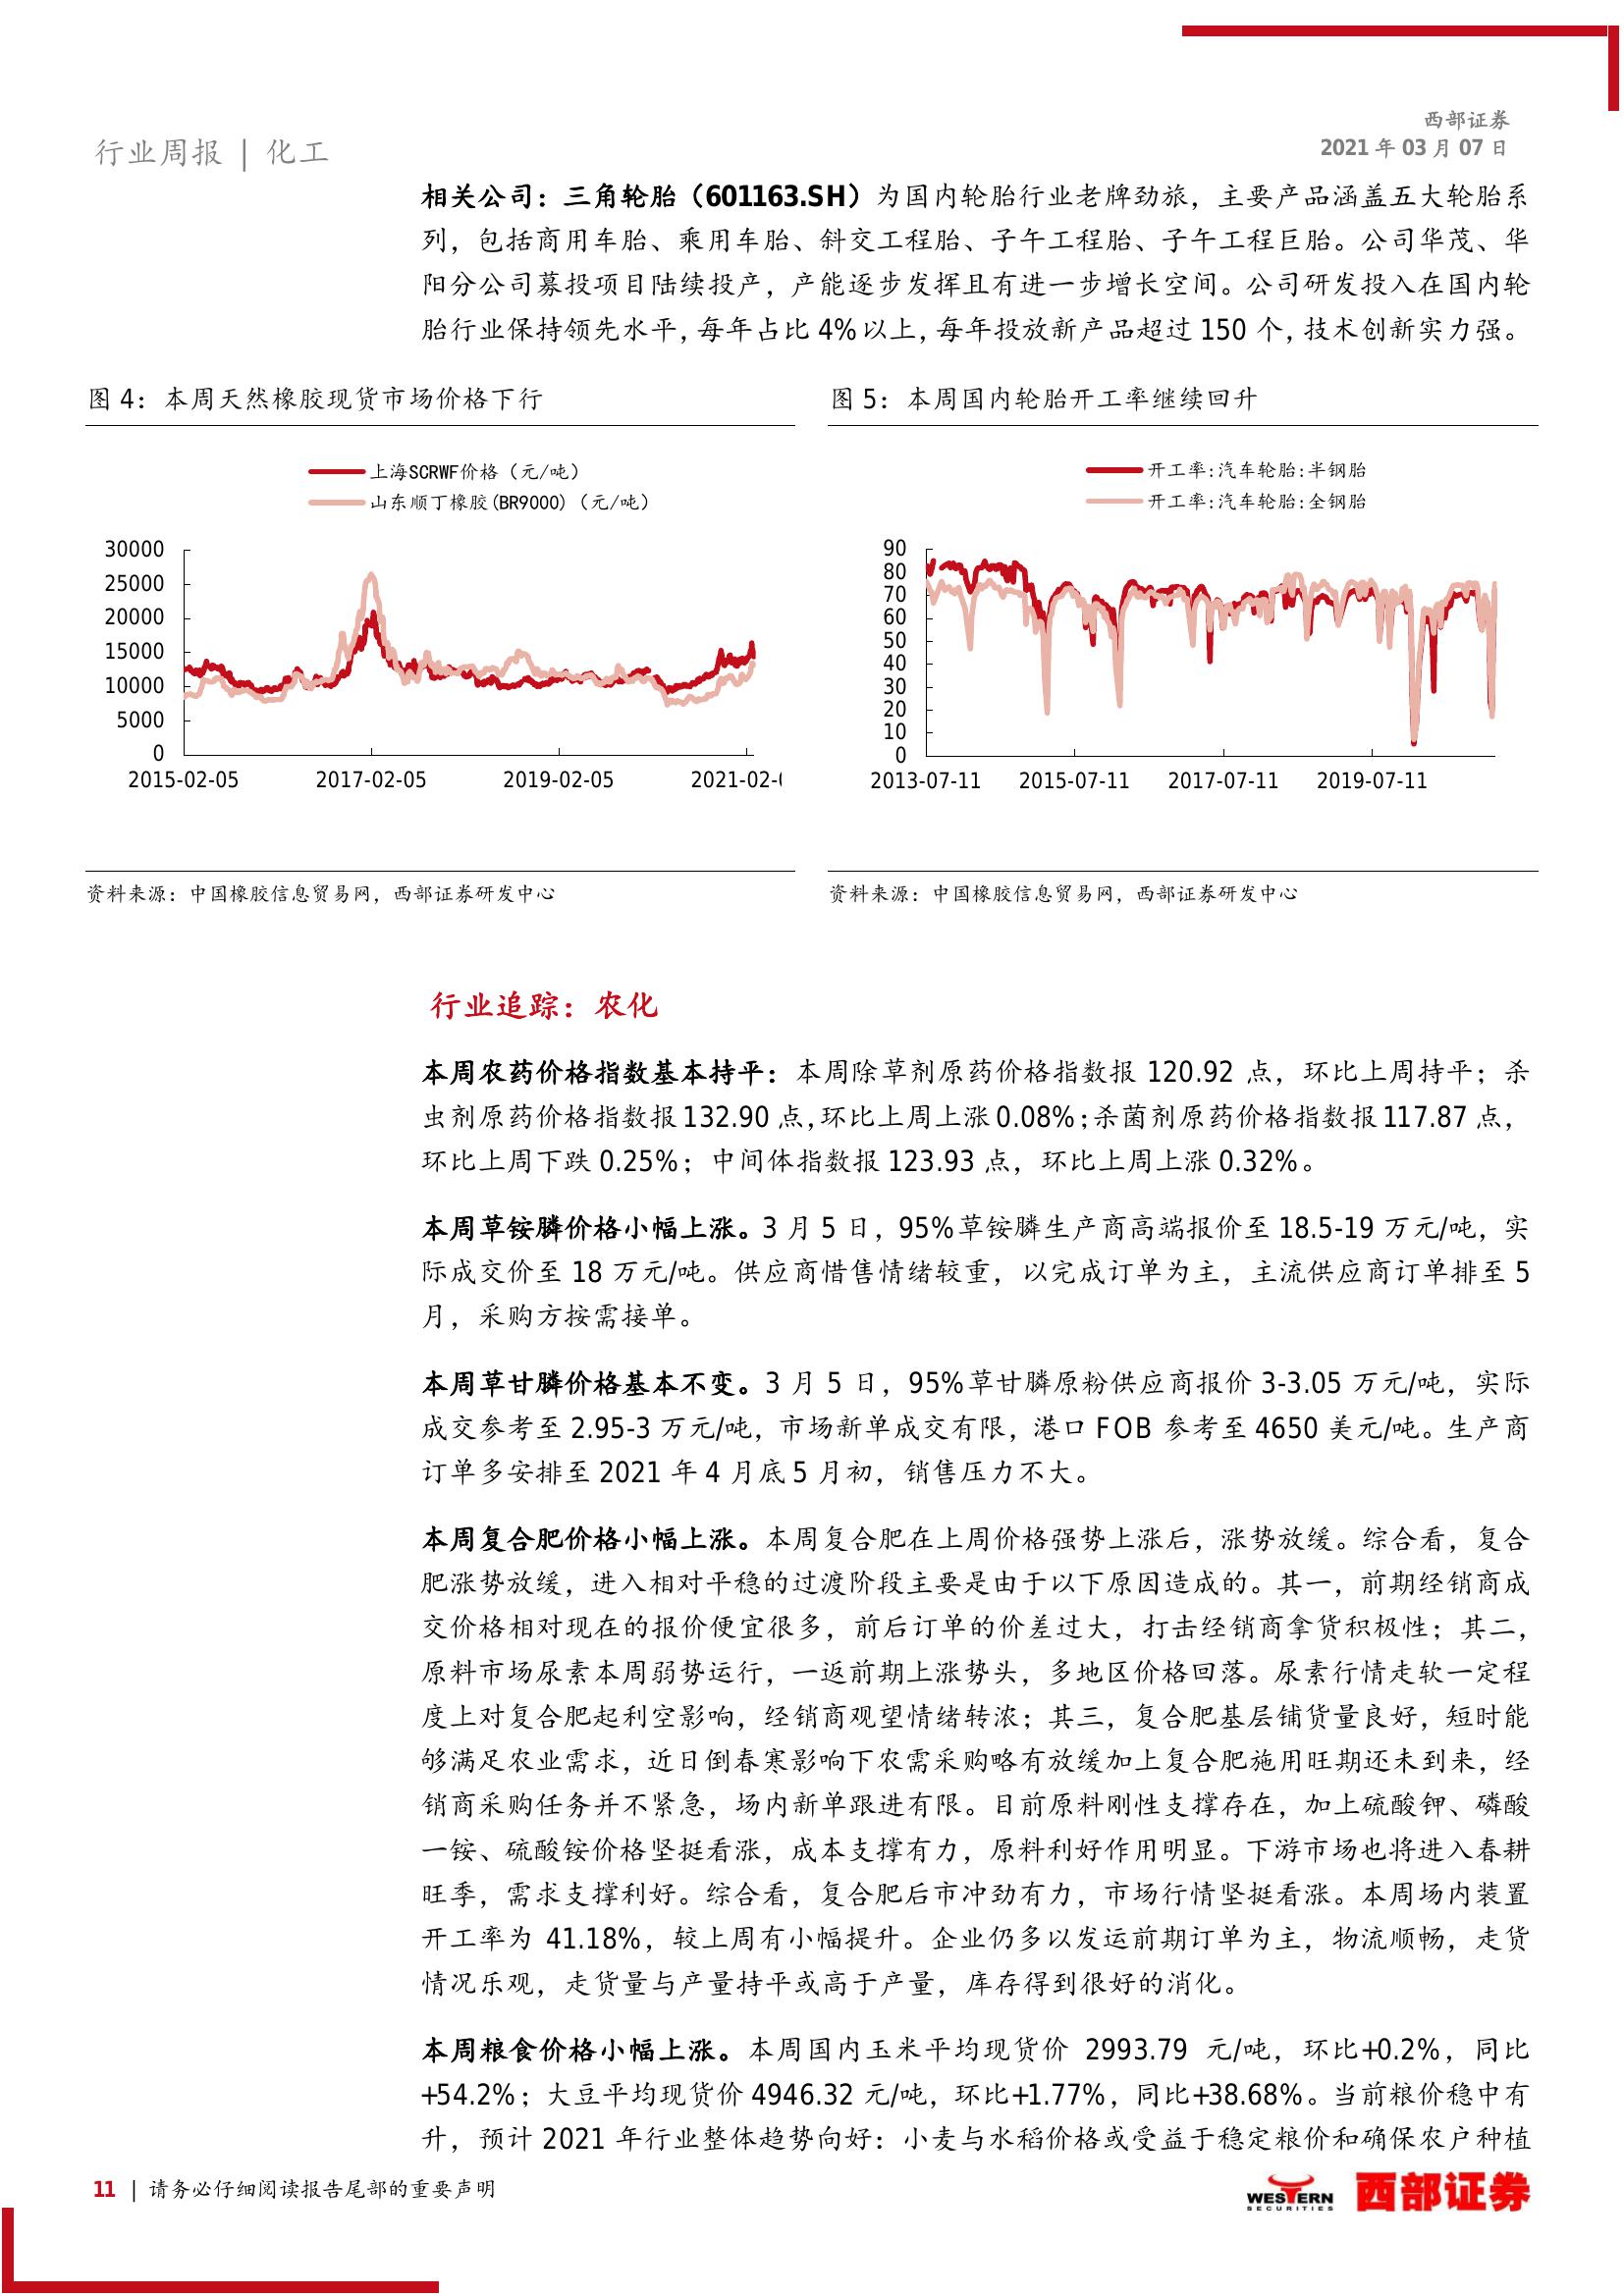 西部证券
2021 年 03 月 07 日
行业周报 | 化工
相关公司：三角轮胎（601163.SH）为国内轮胎行业老牌劲旅，主要产品涵盖五大轮胎系
列，包括商用车胎、乘用车胎、斜交工程胎、子午工程胎、子午工程巨胎。公司华茂、华
阳分公司募投项目陆续投产，产能逐步发挥且有进一步增长空间。公司研发投入在国内轮
胎行业保持领先水平，每年占比 4%以上，每年投放新产品超过 150 个，技术创新实力强。
图 4：本周天然橡胶现货市场价格下行
上海SCRWF价格（元/吨）
山东顺丁橡胶(BR9000)（元/吨）
30000
25000
20000
15000
10000
5000
0
2015-02-05 2017-02-05 2019-02-05 2021-02-0
资料来源：中国橡胶信息贸易网，西部证券研发中心
图 5：本周国内轮胎开工率继续回升
开工率:汽车轮胎:半钢胎
开工率:汽车轮胎:全钢胎
90
80
70
60
50
40
30
20
10
0
2013-07-11 2015-07-11 2017-07-11 2019-07-11
资料来源：中国橡胶信息贸易网，西部证券研发中心
行业追踪：农化
本周农药价格指数基本持平：本周除草剂原药价格指数报 120.92 点，环比上周持平；杀
虫剂原药价格指数报 132.90 点，环比上周上涨 0.08%；杀菌剂原药价格指数报 117.87 点，
环比上周下跌 0.25%；中间体指数报 123.93 点，环比上周上涨 0.32%。
本周草铵膦价格小幅上涨。3 月 5 日，95%草铵膦生产商高端报价至 18.5-19 万元/吨，实
际成交价至 18 万元/吨。供应商惜售情绪较重，以完成订单为主，主流供应商订单排至 5
月，采购方按需接单。
本周草甘膦价格基本不变。3 月 5 日，95%草甘膦原粉供应商报价 3-3.05 万元/吨，实际
成交参考至 2.95-3 万元/吨，市场新单成交有限，港口 FOB 参考至 4650 美元/吨。生产商
订单多安排至 2021 年 4 月底 5 月初，销售压力不大。
本周复合肥价格小幅上涨。本周复合肥在上周价格强势上涨后，涨势放缓。综合看，复合
肥涨势放缓，进入相对平稳的过渡阶段主要是由于以下原因造成的。其一，前期经销商成
交价格相对现在的报价便宜很多，前后订单的价差过大，打击经销商拿货积极性；其二，
原料市场尿素本周弱势运行，一返前期上涨势头，多地区价格回落。尿素行情走软一定程
度上对复合肥起利空影响，经销商观望情绪转浓；其三，复合肥基层铺货量良好，短时能
够满足农业需求，近日倒春寒影响下农需采购略有放缓加上复合肥施用旺期还未到来，经
销商采购任务并不紧急，场内新单跟进有限。目前原料刚性支撑存在，加上硫酸钾、磷酸
一铵、硫酸铵价格坚挺看涨，成本支撑有力，原料利好作用明显。下游市场也将进入春耕
旺季，需求支撑利好。综合看，复合肥后市冲劲有力，市场行情坚挺看涨。本周场内装置
开工率为 41.18%，较上周有小幅提升。企业仍多以发运前期订单为主，物流顺畅，走货
情况乐观，走货量与产量持平或高于产量，库存得到很好的消化。
本周粮食价格小幅上涨。本周国内玉米平均现货价 2993.79 元/吨，环比+0.2%，同比
+54.2%；大豆平均现货价 4946.32 元/吨，环比+1.77%，同比+38.68%。当前粮价稳中有
升，预计 2021 年行业整体趋势向好：小麦与水稻价格或受益于稳定粮价和确保农户种植
11 | 请务必仔细阅读报告尾部的重要声明
WESTERN
SECURITIES
西部证券